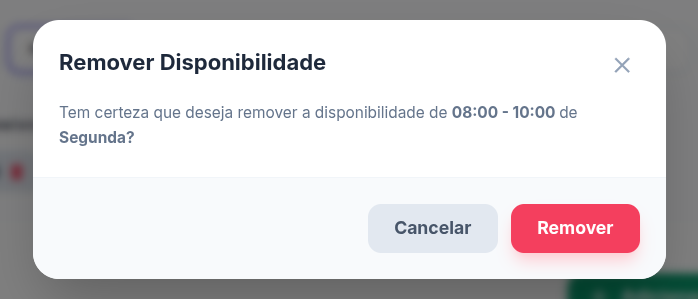 Remover Disponibilidade
Tem certeza que deseja remover a disponibilidade de 08:00 - 10:00 de
Segunda?
Cancelar
Remover